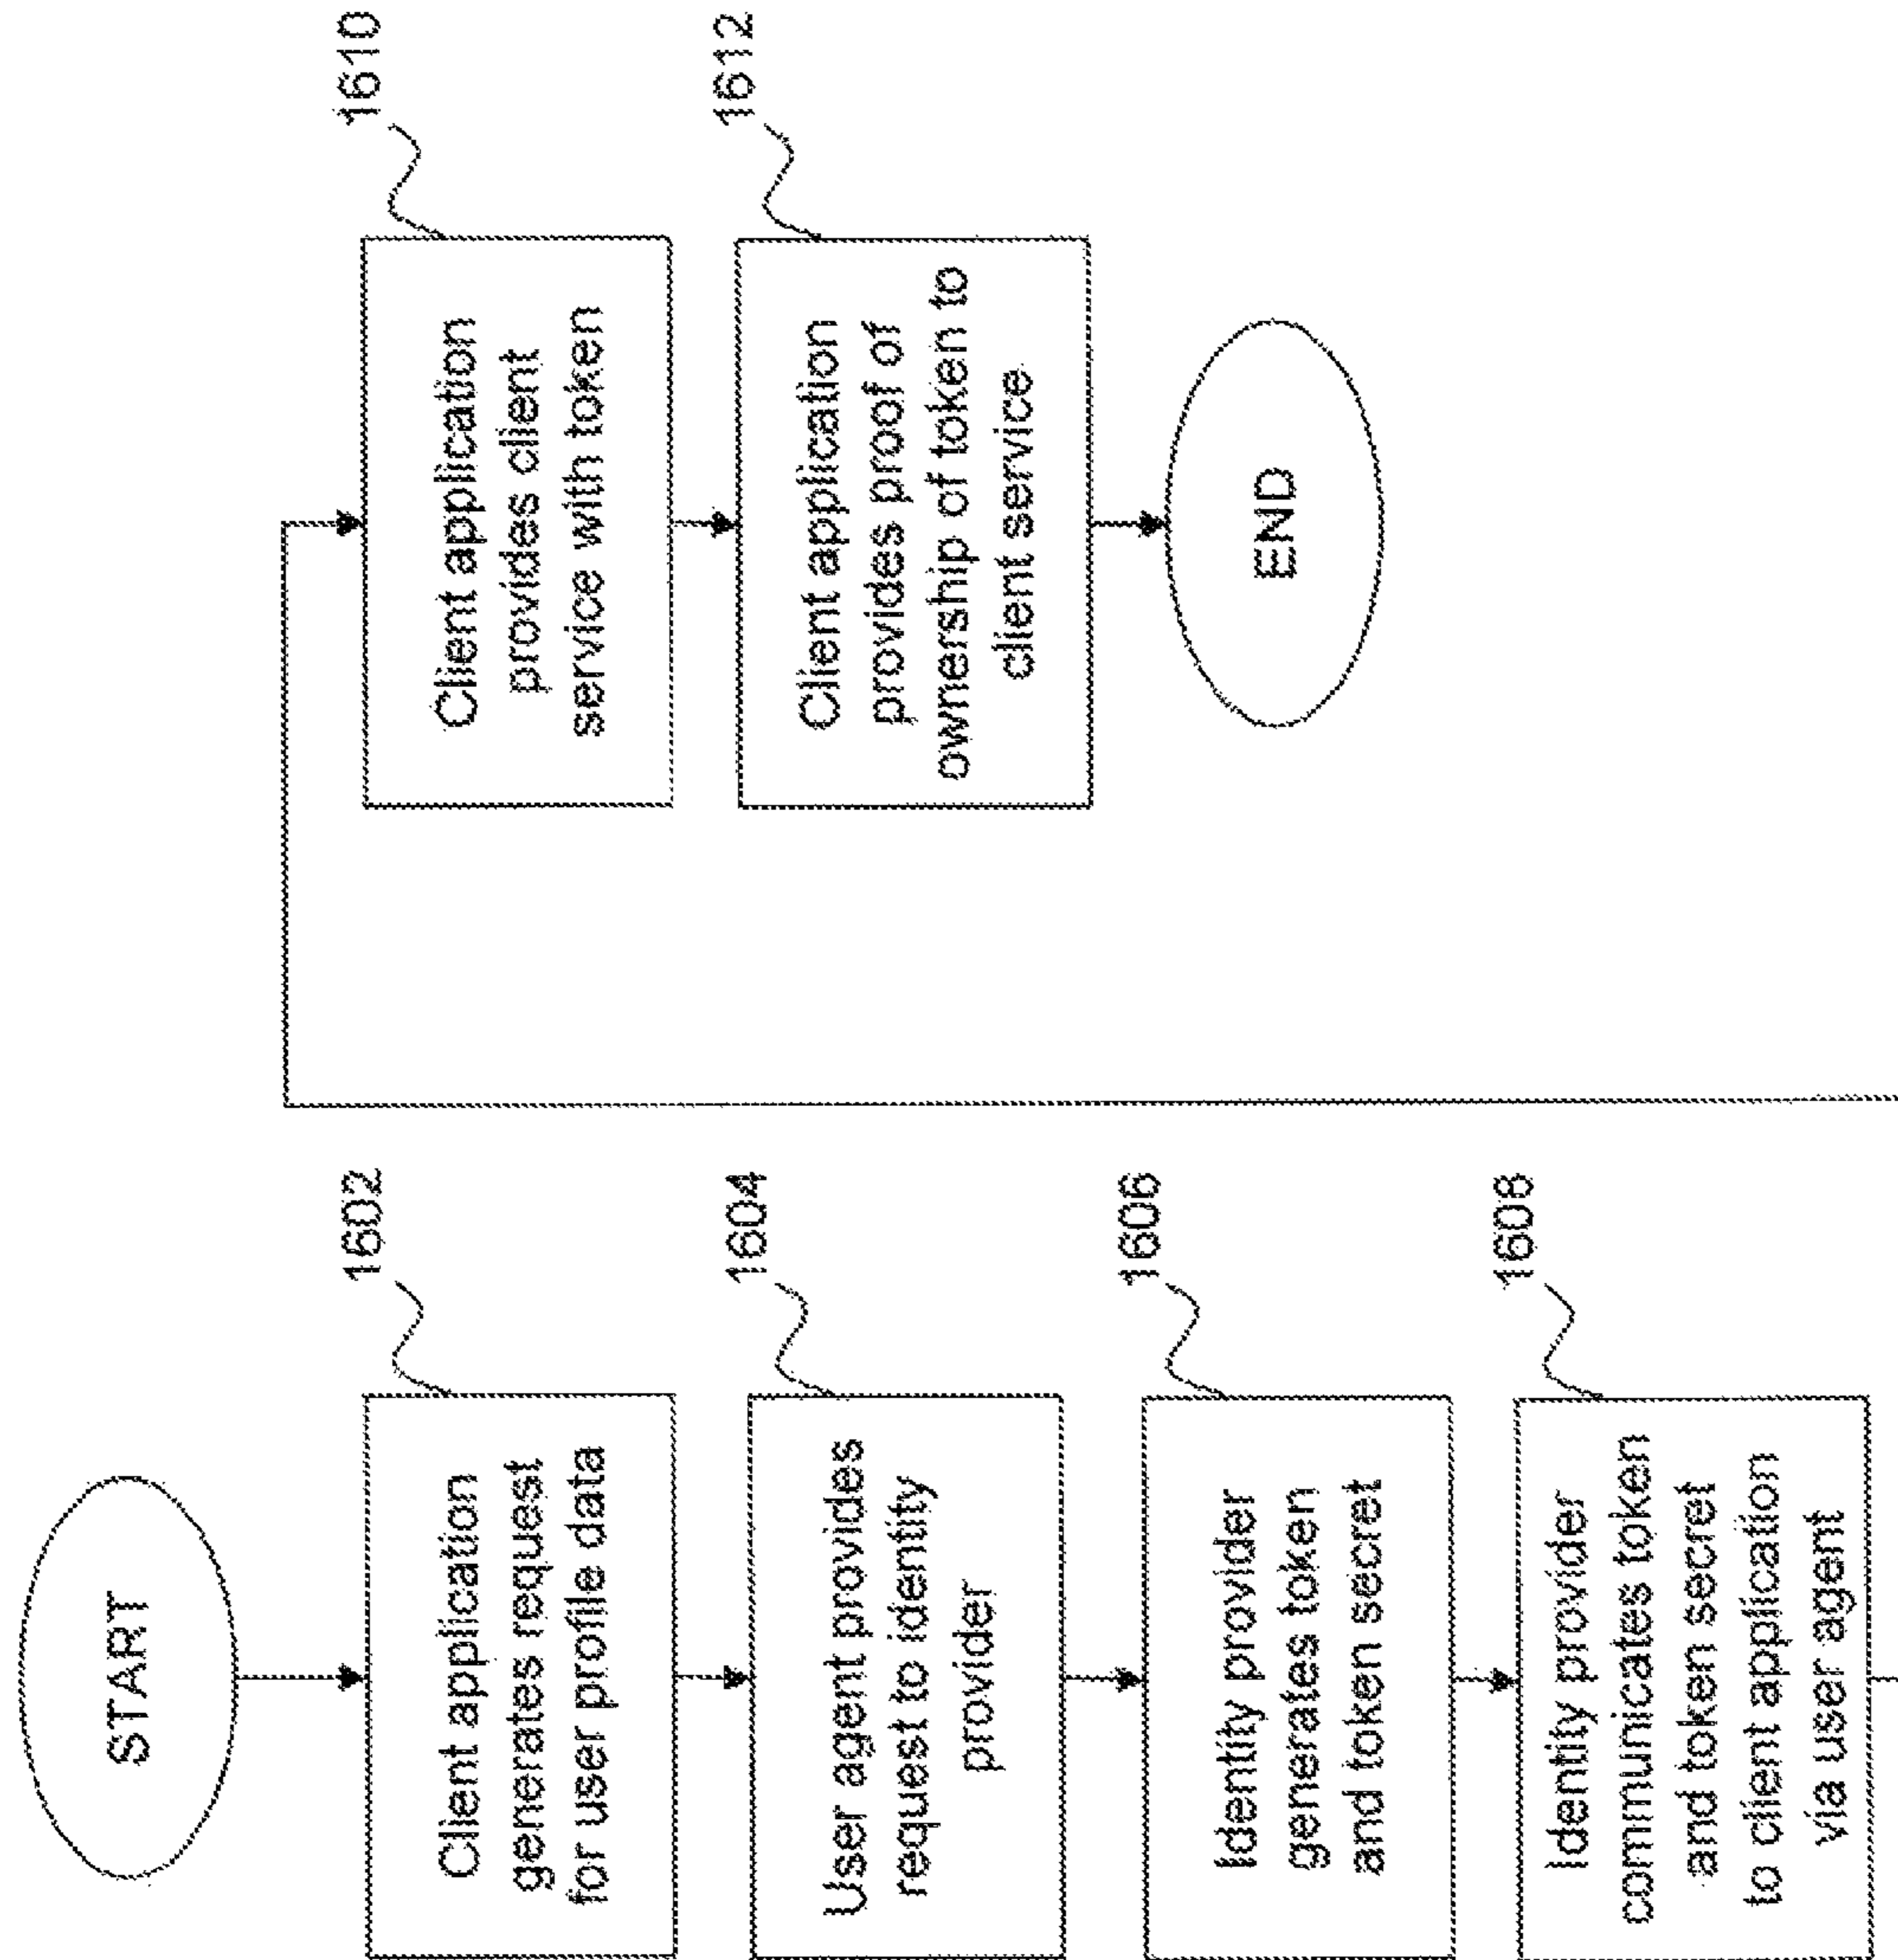 START
Client application
generates request
for user profile data
1602
User agent provides
request to identity
provider
1604
Identity provider
generates token
and token secret
1606
Identity provider
communicates token
and token secret
to client application
via user agent
1608
Client application
provides client
service with token
1610
Client application
provides proof of
ownership of token to
client service
1612
END